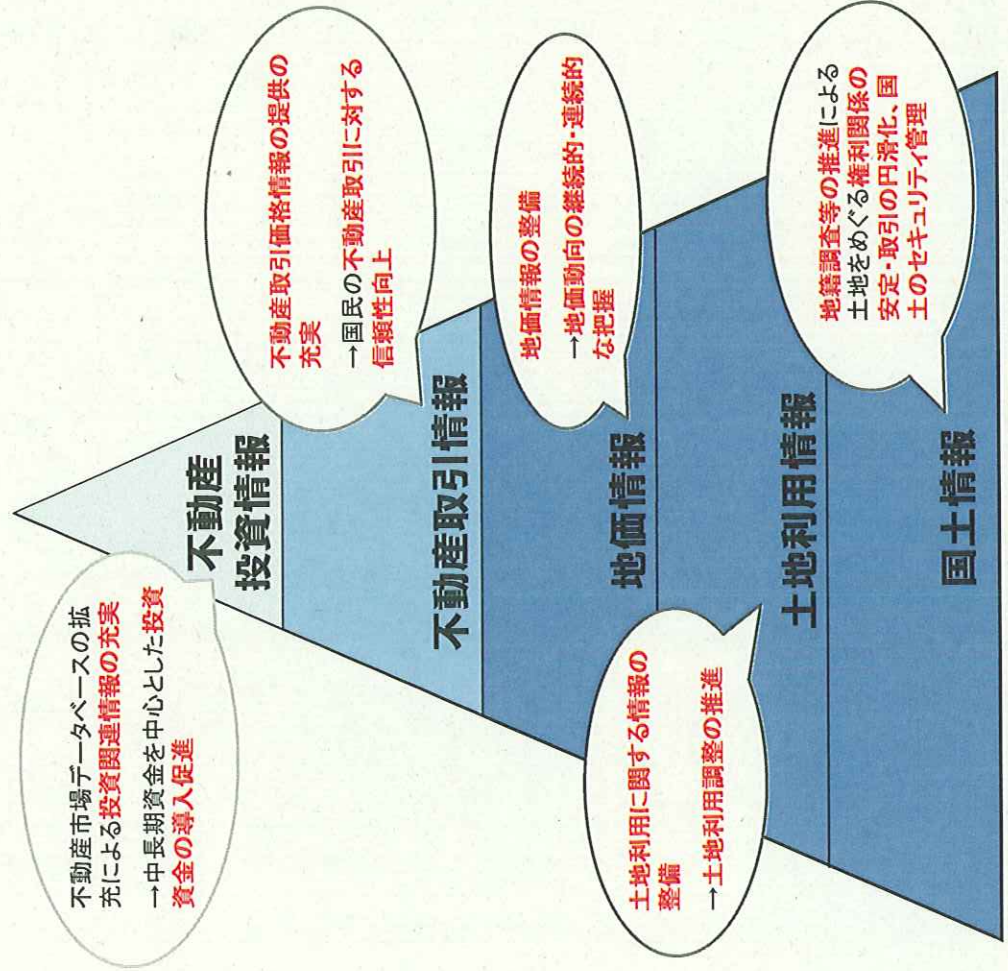 不動産市場データベースの拡
充による投資関連情報の充実
→中長期資金を中心とした投資
資金の導入促進
不動産
投資情報
不動産取引価格情報の提供の
充実
→国民の不動産取引に対する
信頼性向上
不動産取引情報
地価情報の整備
→地価動向の継続的・連続的
な把握
地価情報
土地利用に関する情報の
整備
→土地利用調整の推進
土地利用情報
地籍調査等の推進による
土地をめぐる権利関係の
安定・取引の円滑化、国
土のセキュリティ管理
国土情報